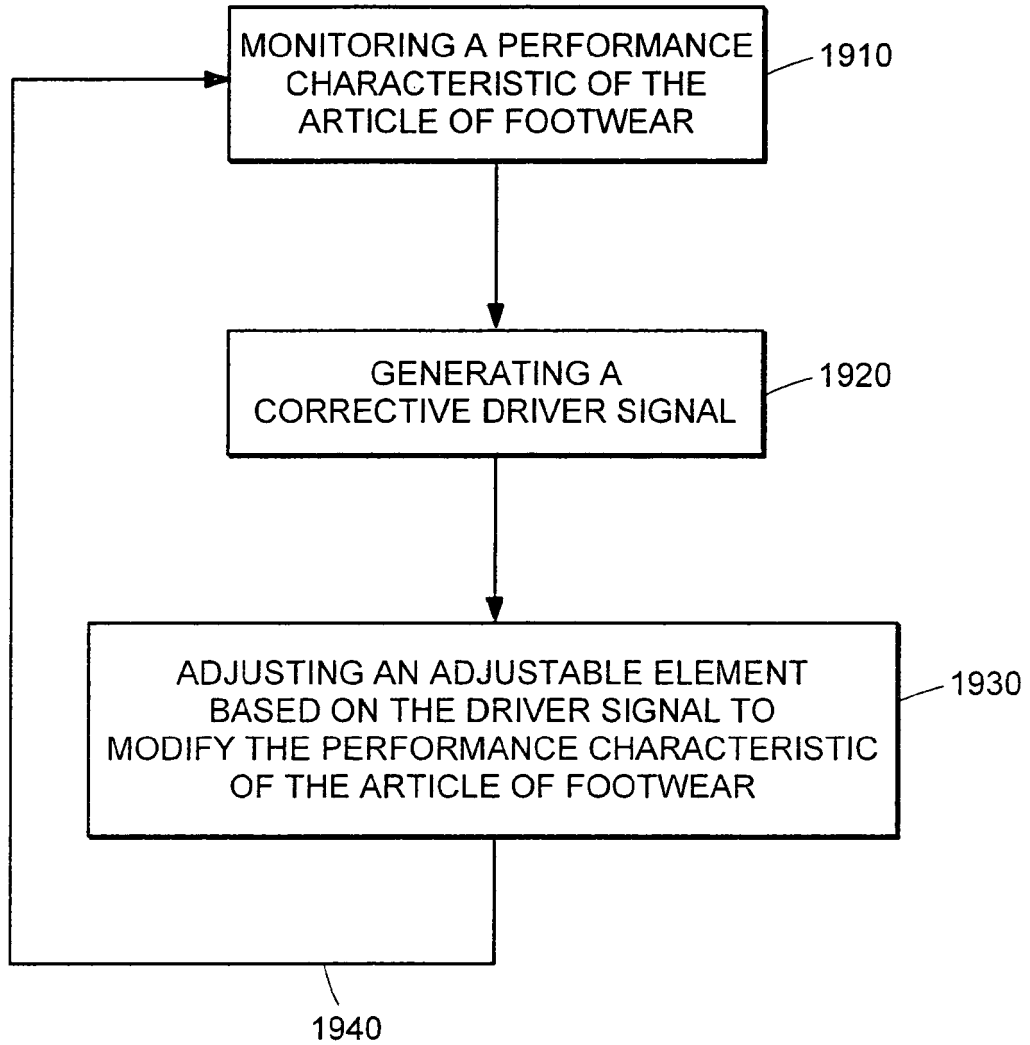 MONITORING A PERFORMANCE
CHARACTERISTIC OF THE
ARTICLE OF FOOTWEAR
1910
GENERATING A
CORRECTIVE DRIVER SIGNAL
1920
ADJUSTING AN ADJUSTABLE ELEMENT
BASED ON THE DRIVER SIGNAL TO
MODIFY THE PERFORMANCE CHARACTERISTIC
OF THE ARTICLE OF FOOTWEAR
1930
1940